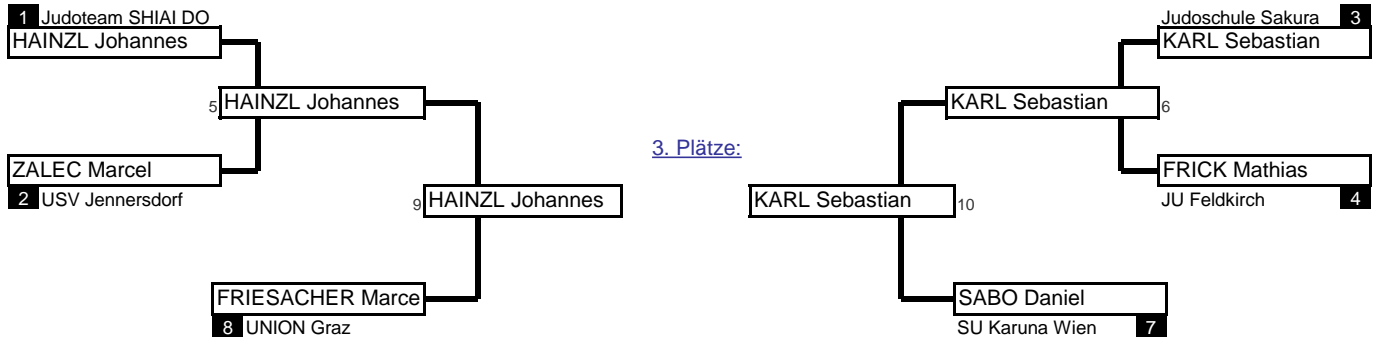 1 Judoteam SHIAI DO
HAINZL Johannes
5 HAINZL Johannes
ZALEC Marcel
2 USV Jennersdorf
9 HAINZL Johannes
FRIESACHER Marce
8 UNION Graz
3. Plätze:
Judoschule Sakura 3
KARL Sebastian
KARL Sebastian 6
FRICK Mathias
JU Feldkirch 4
KARL Sebastian 10
SABO Daniel
SU Karuna Wien 7